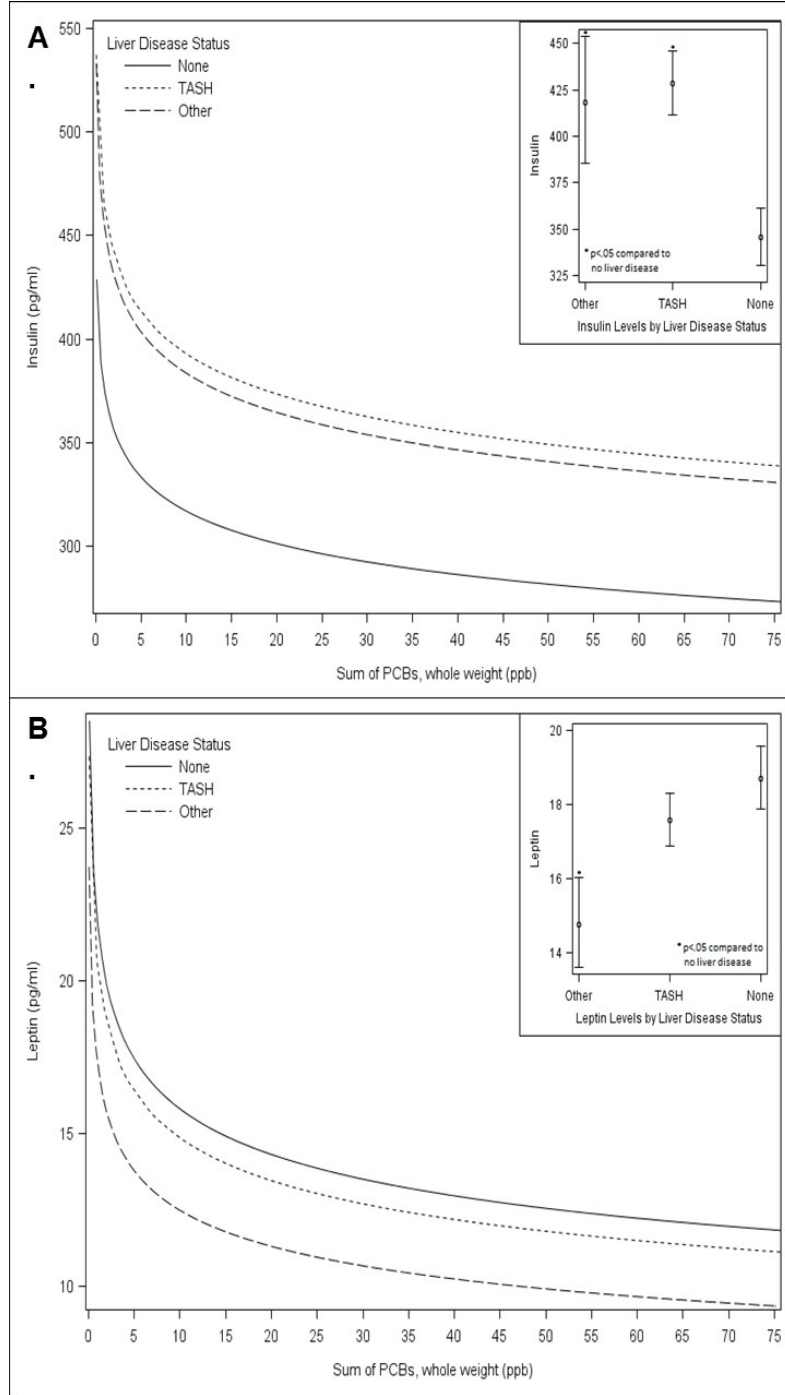 A
.
Liver Disease Status
None
TASH
Other
550
500
450
400
350
300
Insulin (pg/ml)
0 5 10 15 20 25 30 35 40 45 50 55 60 65 70 75
Sum of PCBs, whole weight (ppb)
450
425
400
375
350
325
Insulin
* p<.05 compared to
no liver disease
Other TASH None
Insulin Levels by Liver Disease Status
B
.
Liver Disease Status
None
TASH
Other
25
20
15
10
Leptin (pg/ml)
0 5 10 15 20 25 30 35 40 45 50 55 60 65 70 75
Sum of PCBs, whole weight (ppb)
20
18
16
14
Leptin
* p<.05 compared to
no liver disease
Other TASH None
Leptin Levels by Liver Disease Status